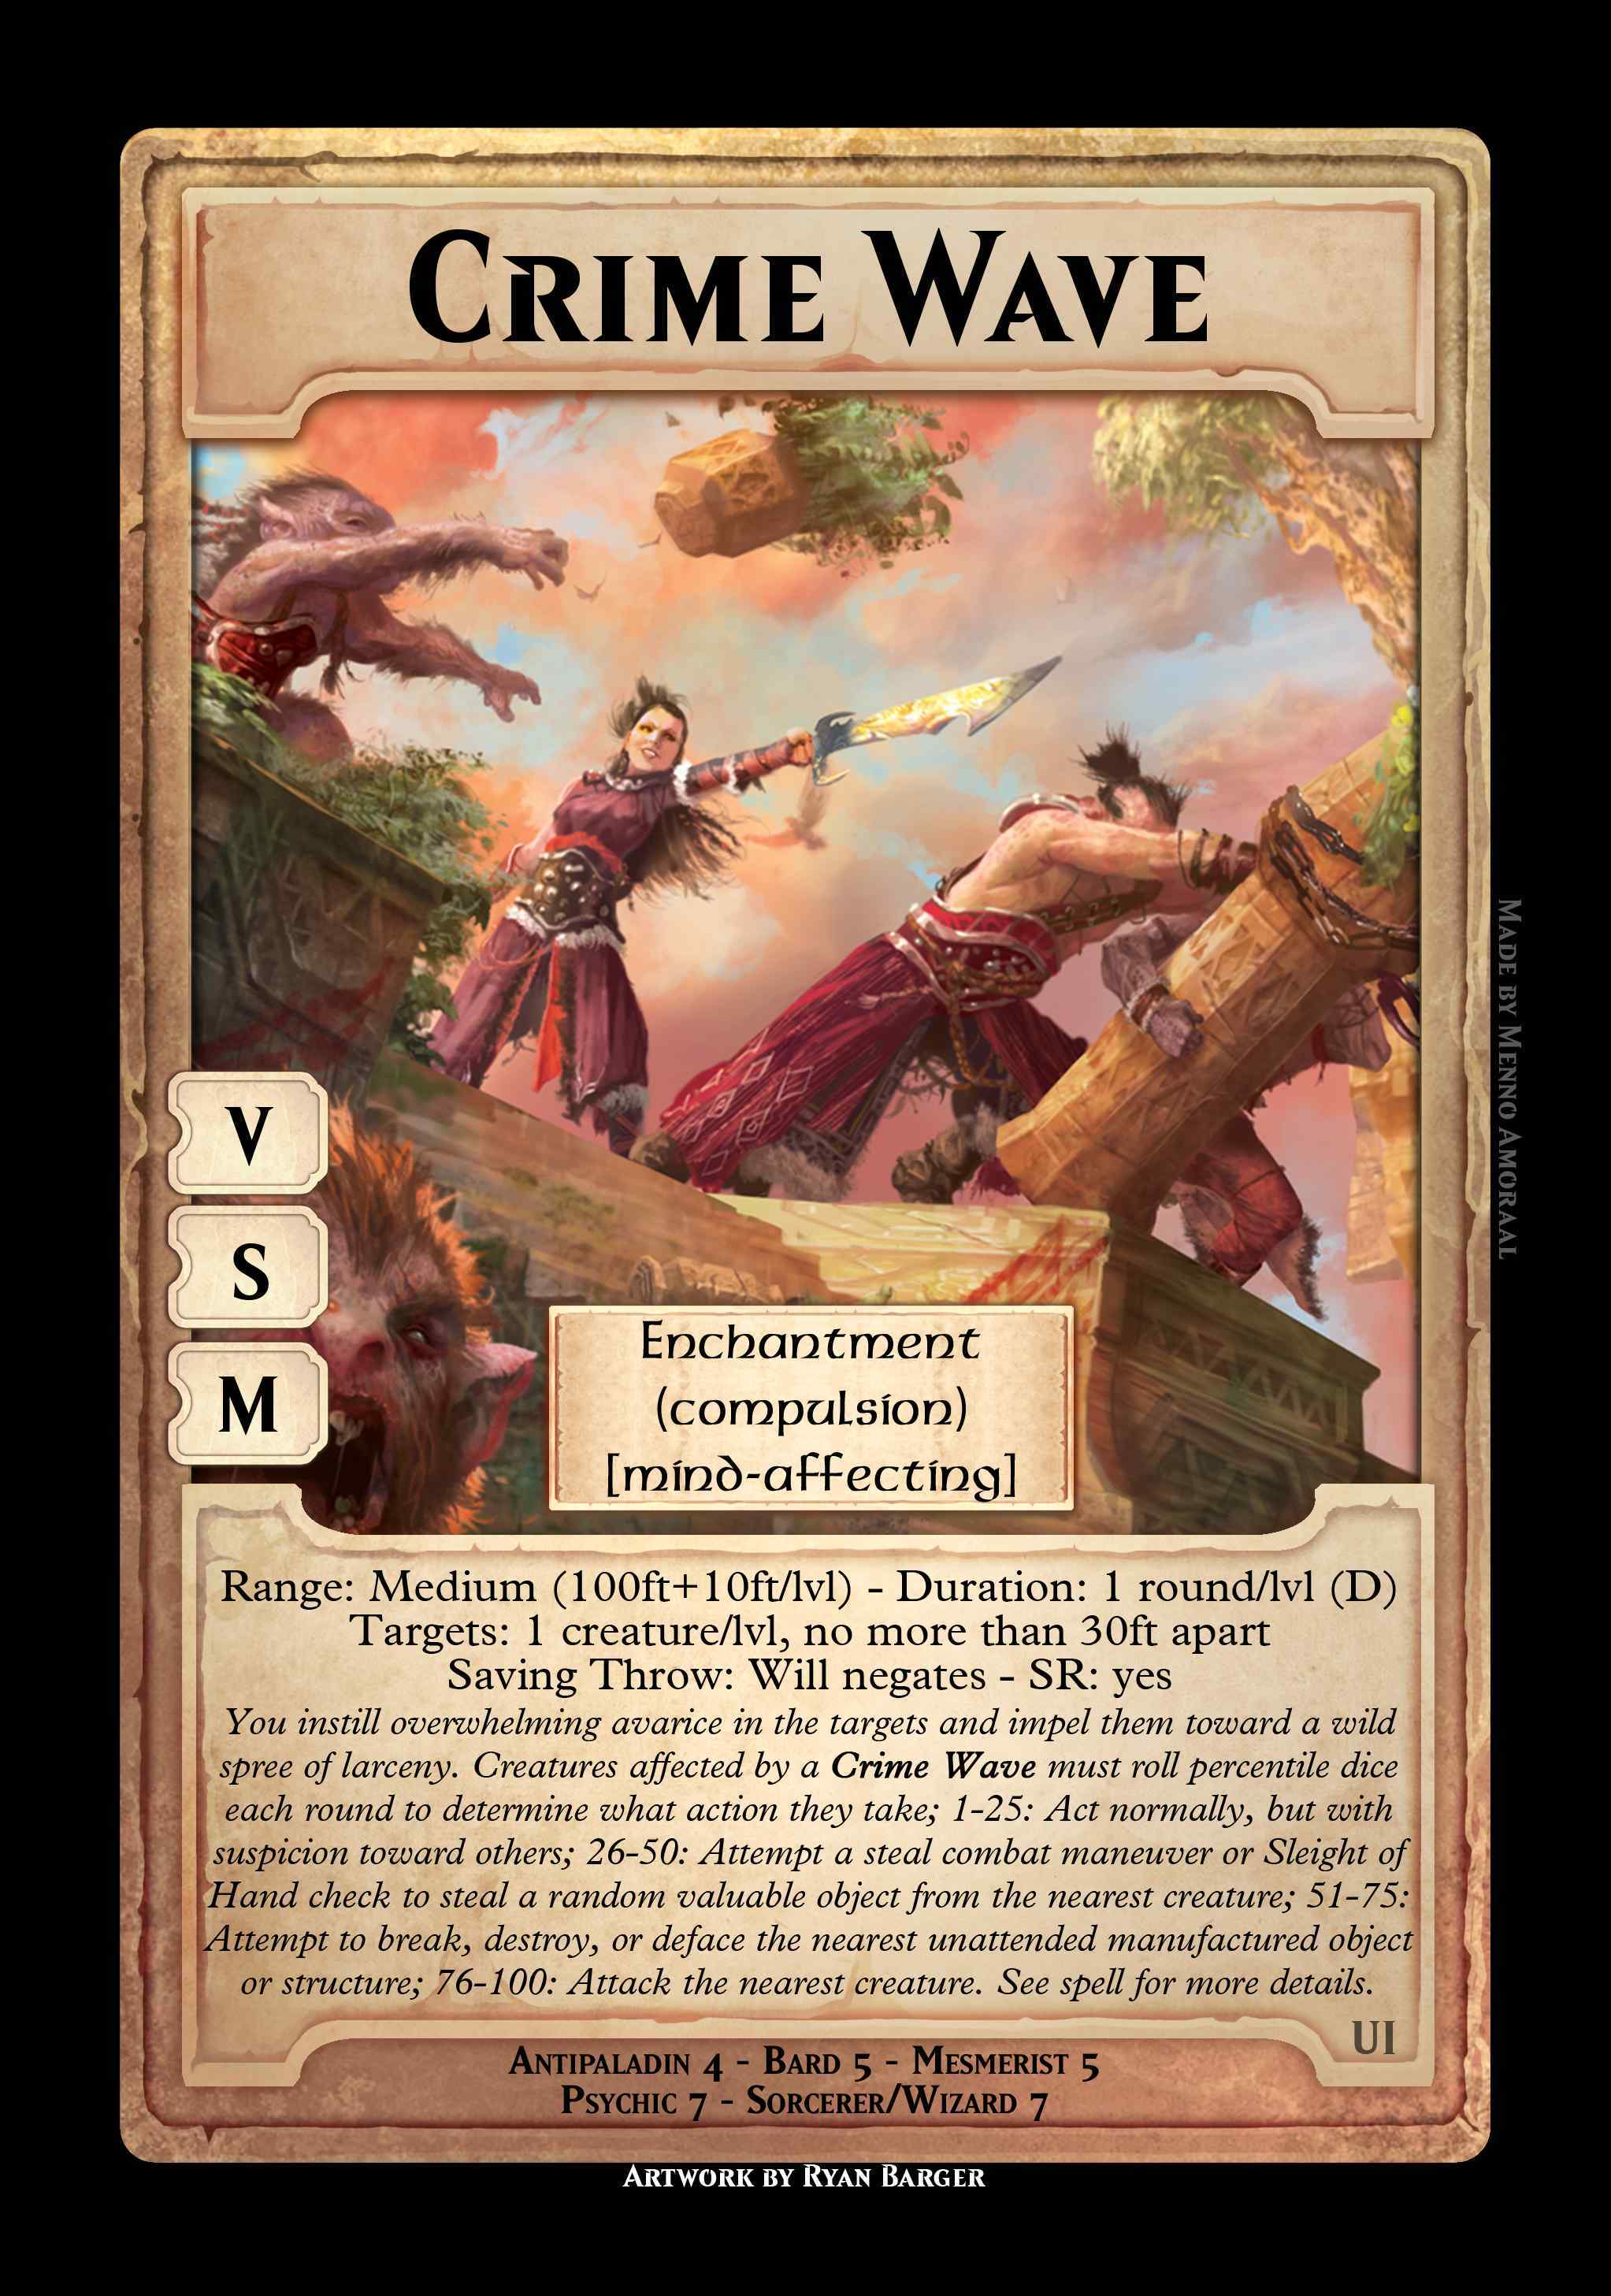 Crime Wave
V
S
M
Enchantment
(compulsion)
[mind-affecting]
Range: Medium (100ft+10ft/lvl) - Duration: 1 round/lvl (D)
Targets: 1 creature/lvl, no more than 30ft apart
Saving Throw: Will negates - SR: yes
You instill overwhelming avarice in the targets and impel them toward a wild
spree of larceny. Creatures affected by a Crime Wave must roll percentile dice
each round to determine what action they take; 1-25: Act normally, but with
suspicion toward others; 26-50: Attempt a steal combat maneuver or Sleight of
Hand check to steal a random valuable object from the nearest creature; 51-75:
Attempt to break, destroy, or deface the nearest unattended manufactured object
or structure; 76-100: Attack the nearest creature. See spell for more details.
UI
Antipaladin 4 - Bard 5 - Mesmerist 5
Psychic 7 - Sorcerer/Wizard 7
Artwork by Ryan Barger
Made by Menno Amoraal